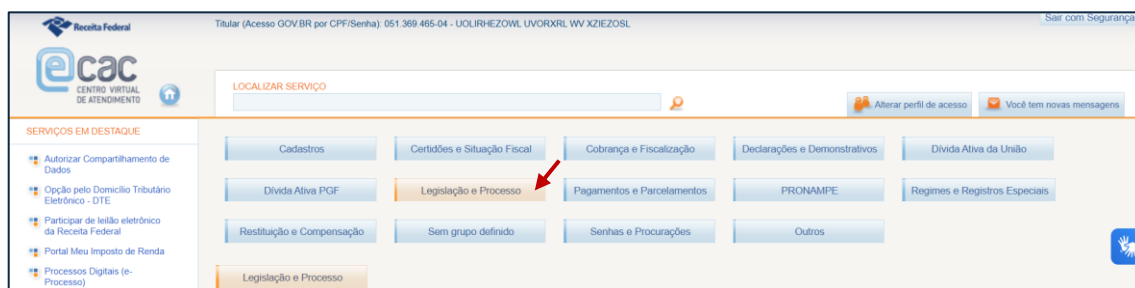 Receita Federal
Titular (Acesso GOV.BR por CPF/Senha): 051.369.465-04 - UOLIRHEZOWL UVORXRL WV XZIEZOSL
Sair com Segurança
e cac
CENTRO VIRTUAL
DE ATENDIMENTO
LOCALIZAR SERVIÇO
Alterar perfil de acesso
Você tem novas mensagens
SERVIÇOS EM DESTAQUE
Autorizar Compartilhamento de
Dados
Opção pelo Domicílio Tributário
Eletrônico - DTE
Participar de leilão eletrônico
da Receita Federal
Portal Meu Imposto de Renda
Processos Digitais (e-
Processo)
Cadastros
Certidões e Situação Fiscal
Cobrança e Fiscalização
Declarações e Demonstrativos
Dívida Ativa da União
Dívida Ativa PGF
Legislação e Processo
Pagamentos e Parcelamentos
PRONAMPE
Regimes e Registros Especiais
Restituição e Compensação
Sem grupo definido
Senhas e Procurações
Outros
Legislação e Processo